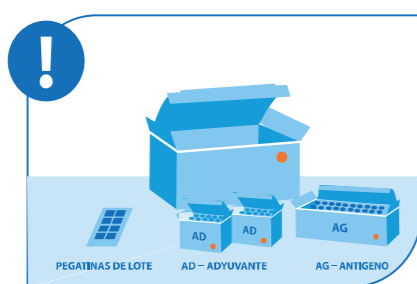 !
AD
AD
AG
PEGATINAS DE LOTE
AD – ADYUVANTE
AG – ANTIGENO